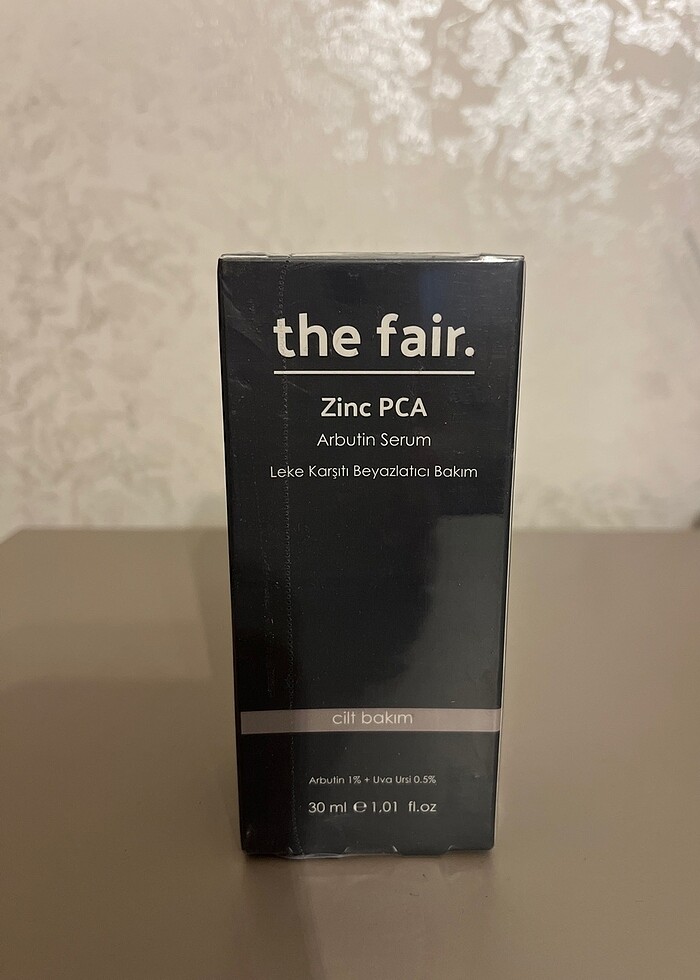 the fair.
Zinc PCA
Arbutin Serum
Leke Karşıtı Beyazlatıcı Bakım
cilt bakım
Arbutin 1% + Uva Ursi 0.5%
30 ml ℮ 1,01 fl.oz